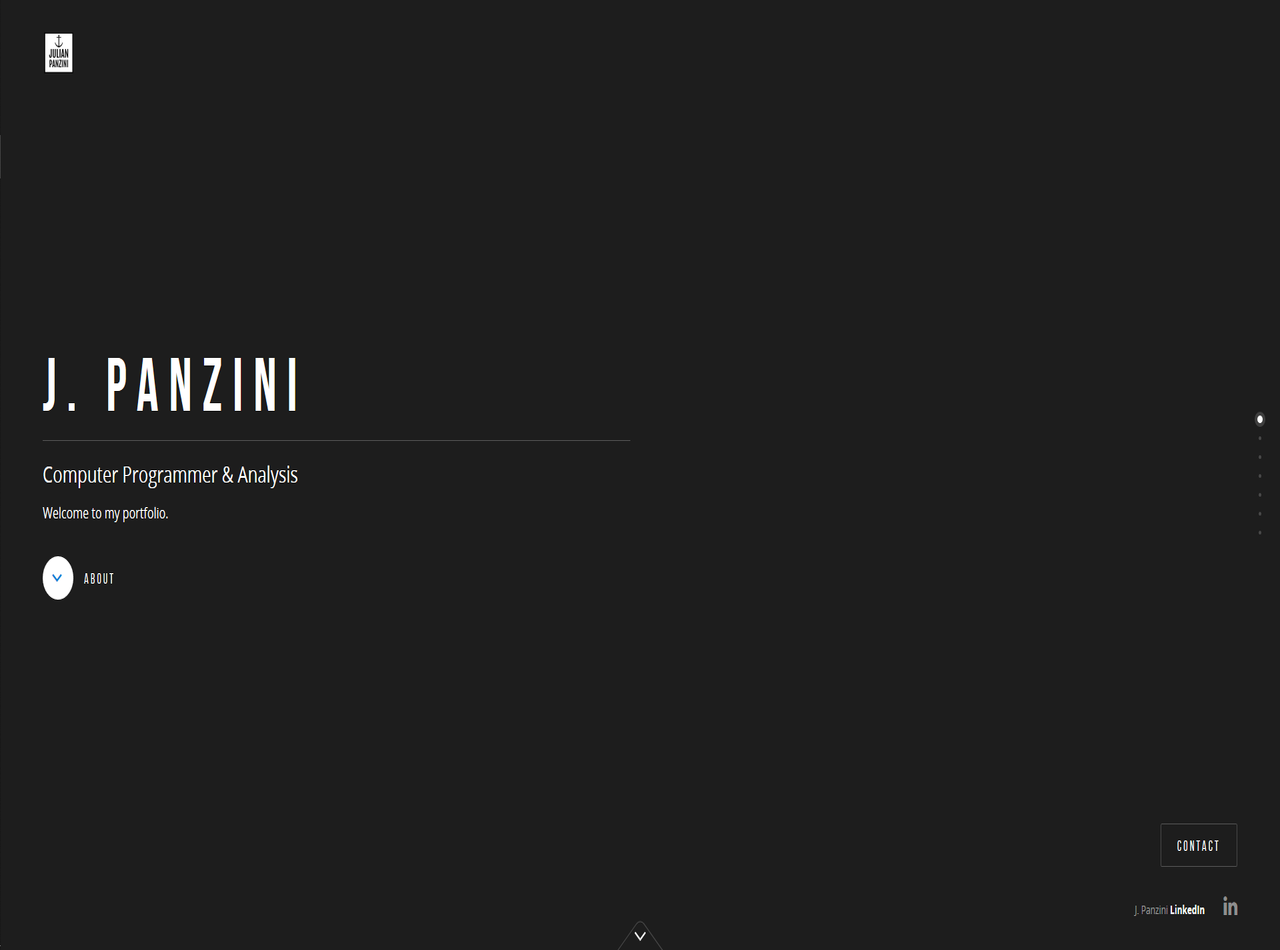 JULIAN
PANZINI
J. PANZINI
Computer Programmer & Analysis
Welcome to my portfolio.
ABOUT
CONTACT
J. Panzini LinkedIn in